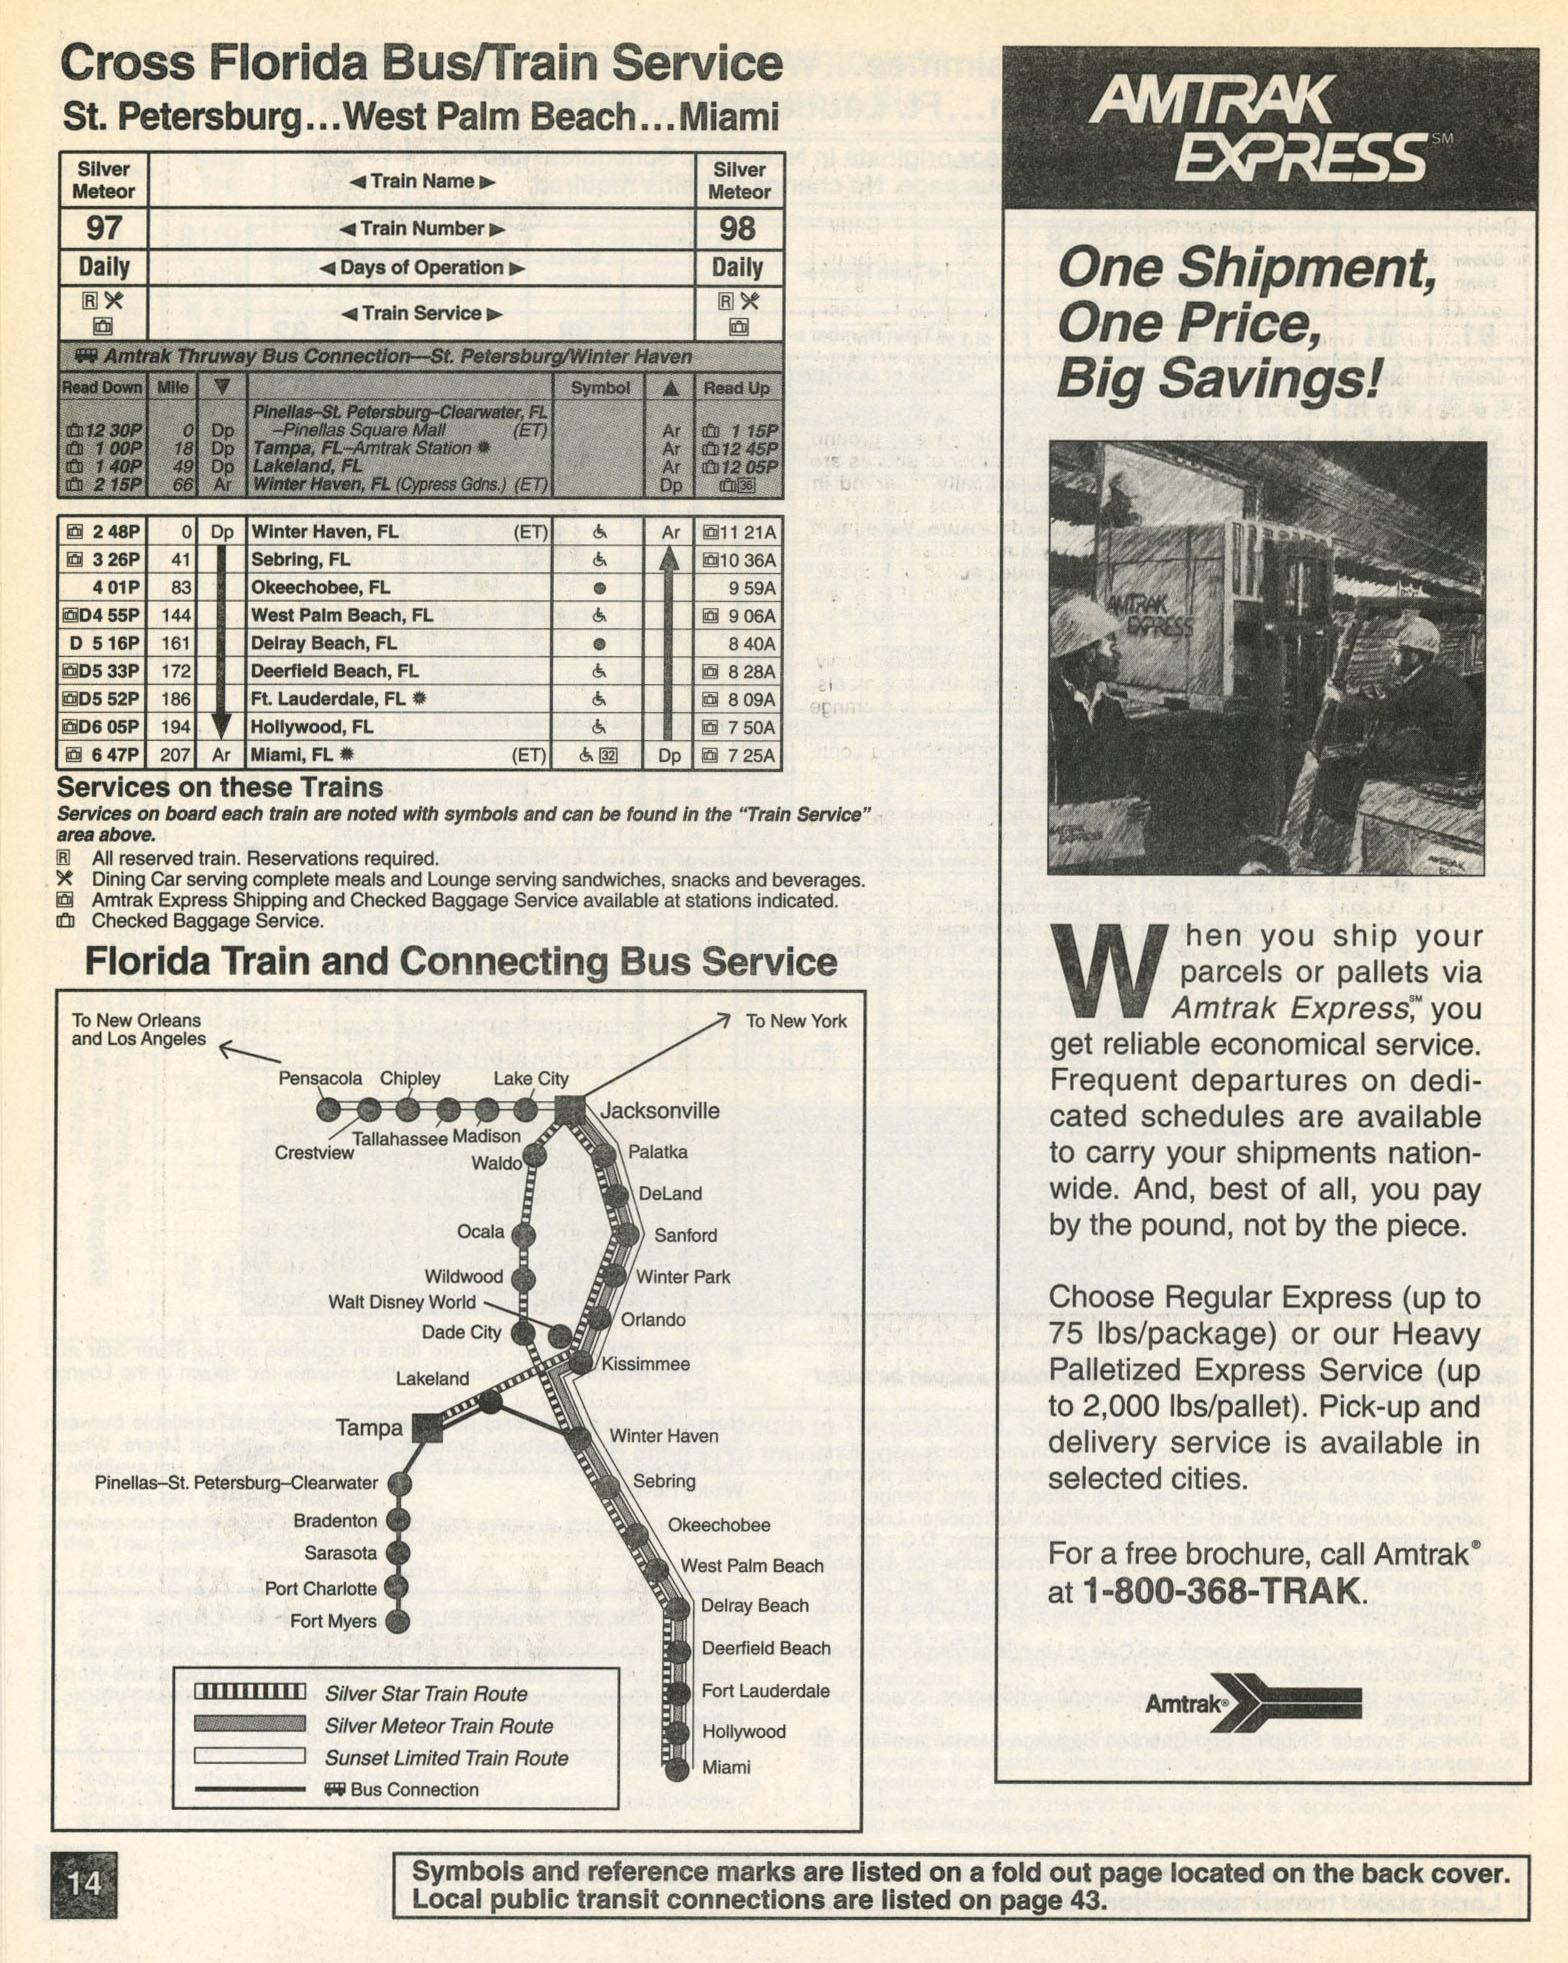 Cross Florida Bus/Train Service
St. Petersburg...West Palm Beach...Miami
Silver Meteor ◄ Train Name ► Silver Meteor
97 ◄ Train Number ► 98
Daily ◄ Days of Operation ► Daily
R ◄ Train Service ► R
Amtrak Thruway Bus Connection—St. Petersburg/Winter Haven
Read Down Mile ▼ Symbol ▲ Read Up
Pinellas–St. Petersburg–Clearwater, FL
12 30P 0 Dp –Pinellas Square Mall (ET) Ar 1 15P
1 00P 18 Dp Tampa, FL–Amtrak Station ✹ Ar 12 45P
1 40P 49 Dp Lakeland, FL Ar 12 05P
2 15P 66 Ar Winter Haven, FL (Cypress Gdns.) (ET) Dp 36
2 48P 0 Dp Winter Haven, FL (ET) ♿ Ar 11 21A
3 26P 41 Sebring, FL ♿ 10 36A
4 01P 83 Okeechobee, FL ● 9 59A
D4 55P 144 West Palm Beach, FL ♿ 9 06A
D 5 16P 161 Delray Beach, FL ● 8 40A
D5 33P 172 Deerfield Beach, FL ♿ 8 28A
D5 52P 186 Ft. Lauderdale, FL ✹ ♿ 8 09A
D6 05P 194 Hollywood, FL ♿ 7 50A
6 47P 207 Ar Miami, FL ✹ (ET) ♿ 32 Dp 7 25A
Services on these Trains
Services on board each train are noted with symbols and can be found in the “Train Service”
area above.
R All reserved train. Reservations required.
Dining Car serving complete meals and Lounge serving sandwiches, snacks and beverages.
Amtrak Express Shipping and Checked Baggage Service available at stations indicated.
Checked Baggage Service.
Florida Train and Connecting Bus Service
To New Orleans
and Los Angeles
To New York
Pensacola
Chipley
Lake City
Jacksonville
Crestview
Tallahassee
Madison
Waldo
Palatka
DeLand
Ocala
Sanford
Wildwood
Winter Park
Walt Disney World
Orlando
Dade City
Kissimmee
Lakeland
Tampa
Winter Haven
Pinellas–St. Petersburg–Clearwater
Sebring
Bradenton
Okeechobee
Sarasota
West Palm Beach
Port Charlotte
Delray Beach
Fort Myers
Deerfield Beach
Fort Lauderdale
Hollywood
Miami
Silver Star Train Route
Silver Meteor Train Route
Sunset Limited Train Route
Bus Connection
AMTRAK
EXPRESS℠
One Shipment,
One Price,
Big Savings!
AMTRAK
EXPRESS
When you ship your
parcels or pallets via
Amtrak Express,℠ you
get reliable economical service.
Frequent departures on dedi-
cated schedules are available
to carry your shipments nation-
wide. And, best of all, you pay
by the pound, not by the piece.
Choose Regular Express (up to
75 lbs/package) or our Heavy
Palletized Express Service (up
to 2,000 lbs/pallet). Pick-up and
delivery service is available in
selected cities.
For a free brochure, call Amtrak®
at 1-800-368-TRAK.
Amtrak®
14
Symbols and reference marks are listed on a fold out page located on the back cover.
Local public transit connections are listed on page 43.